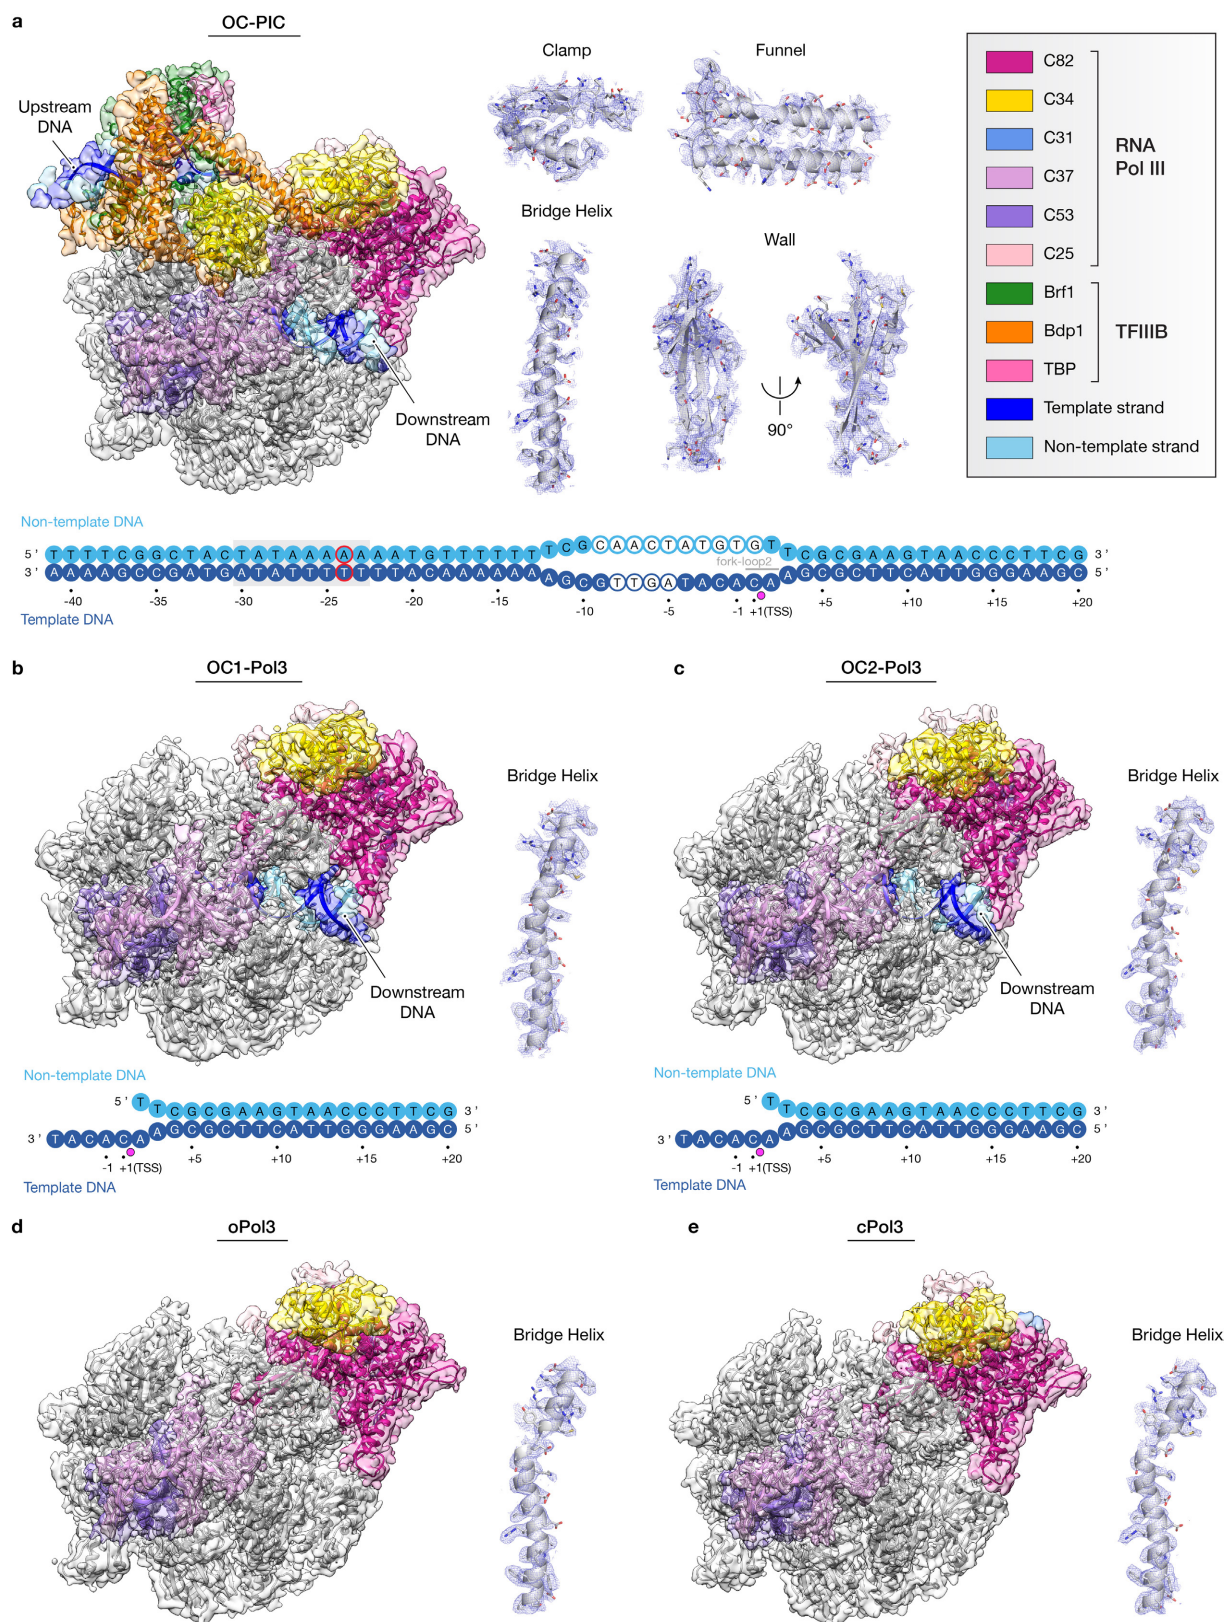 a
OC-PIC
Upstream
DNA
Downstream
DNA
Clamp
Funnel
Bridge Helix
Wall
90°
C82
C34
C31
C37
C53
C25
RNA
Pol III
Brf1
Bdp1
TBP
TFIIIB
Template strand
Non-template strand
Non-template DNA
5 ' T T T T C G G C T A C T A T A A A A A A A T G T T T T T T T C G C A A C T A T G T G T T C G C G A A G T A A C C C T T C G 3 '
fork-loop2
3 ' A A A A G C C G A T G A T A T T T T T T T A C A A A A A A A G C G T T G A T A C A C A A G C G C T T C A T T G G G A A G C 5 '
-40 -35 -30 -25 -20 -15 -10 -5 -1 +1(TSS) +5 +10 +15 +20
Template DNA
b
OC1-Pol3
Bridge Helix
Downstream
DNA
Non-template DNA
5 ' T T C G C G A A G T A A C C C T T C G 3 '
3 ' T A C A C A A G C G C T T C A T T G G G A A G C 5 '
-1 +1(TSS) +5 +10 +15 +20
Template DNA
c
OC2-Pol3
Bridge Helix
Downstream
DNA
Non-template DNA
5 ' T T C G C G A A G T A A C C C T T C G 3 '
3 ' T A C A C A A G C G C T T C A T T G G G A A G C 5 '
-1 +1(TSS) +5 +10 +15 +20
Template DNA
d
oPol3
Bridge Helix
e
cPol3
Bridge Helix